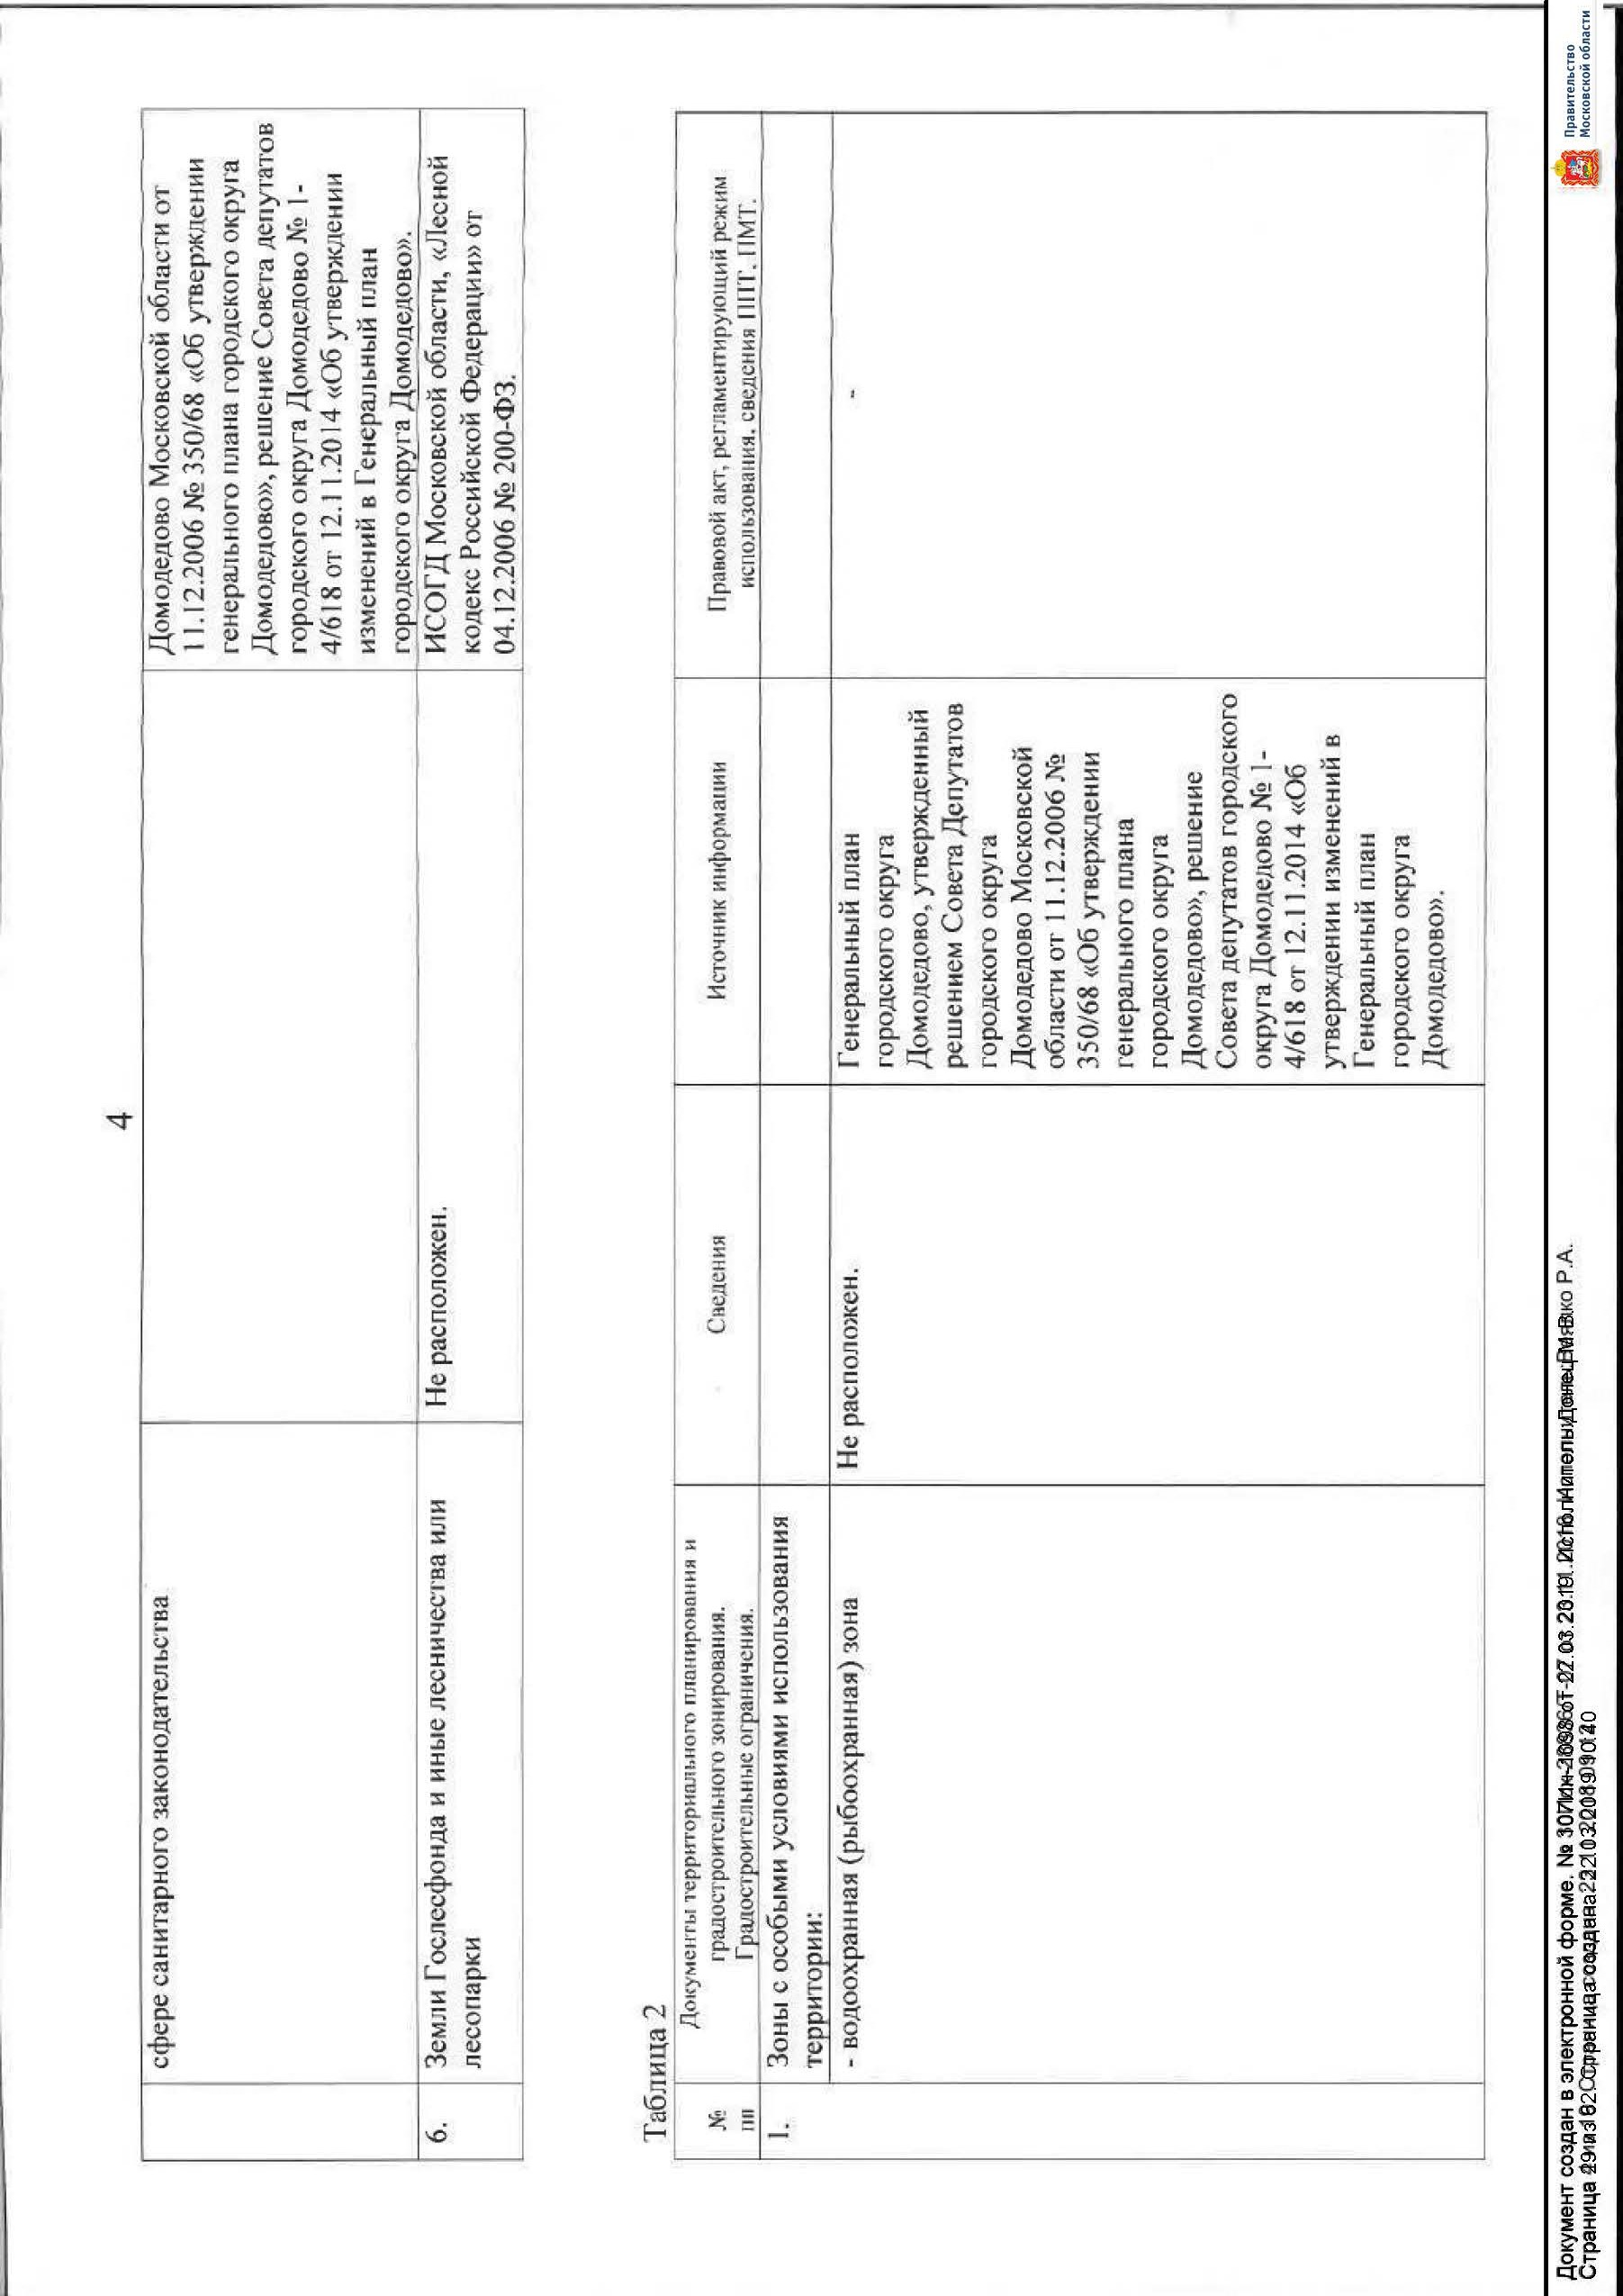 4
сфере санитарного законодательства
Домодедово Московской области от
11.12.2006 № 350/68 «Об утверждении
генерального плана городского округа
Домодедово», решение Совета депутатов
городского округа Домодедово № 1-
4/618 от 12.11.2014 «Об утверждении
изменений в Генеральный план
городского округа Домодедово».
6.
Земли Гослесфонда и иные лесничества или
лесопарки
Не расположен.
ИСОГД Московской области, «Лесной
кодекс Российской Федерации» от
04.12.2006 № 200-ФЗ.
Таблица 2
№
пп
Документы территориального планирования и
градостроительного зонирования.
Градостроительные ограничения.
Сведения
Источник информации
Правовой акт, регламентирующий режим
использования, сведения ППТ, ПМТ.
1.
Зоны с особыми условиями использования
территории:
- водоохранная (рыбоохранная) зона
Не расположен.
Генеральный план
городского округа
Домодедово, утвержденный
решением Совета Депутатов
городского округа
Домодедово Московской
области от 11.12.2006 №
350/68 «Об утверждении
генерального плана
городского округа
Домодедово», решение
Совета депутатов городского
округа Домодедово № 1-
4/618 от 12.11.2014 «Об
утверждении изменений в
Генеральный план
городского округа
Домодедово».
-
Документ создан в электронной форме. №
Страница
Правительство
Московской области